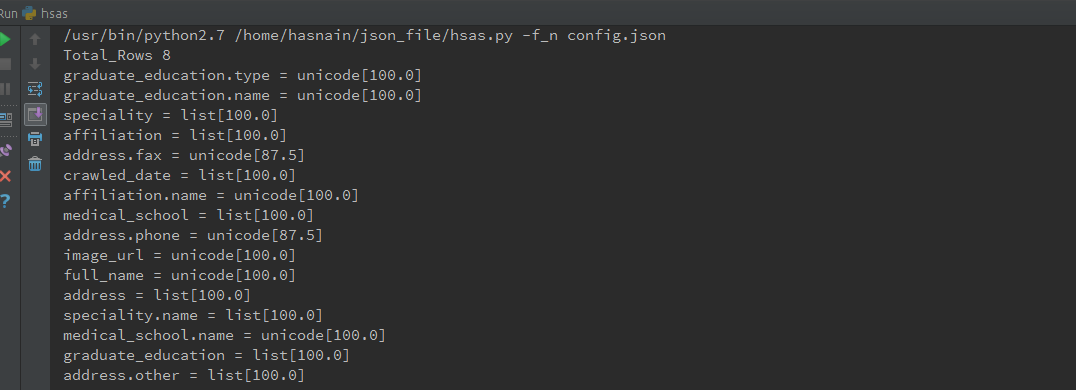 Run hsas
/usr/bin/python2.7 /home/hasnain/json_file/hsas.py -f_n config.json
Total_Rows 8
graduate_education.type = unicode[100.0]
graduate_education.name = unicode[100.0]
speciality = list[100.0]
affiliation = list[100.0]
address.fax = unicode[87.5]
crawled_date = list[100.0]
affiliation.name = unicode[100.0]
medical_school = list[100.0]
address.phone = unicode[87.5]
image_url = unicode[100.0]
full_name = unicode[100.0]
address = list[100.0]
speciality.name = list[100.0]
medical_school.name = unicode[100.0]
graduate_education = list[100.0]
address.other = list[100.0]